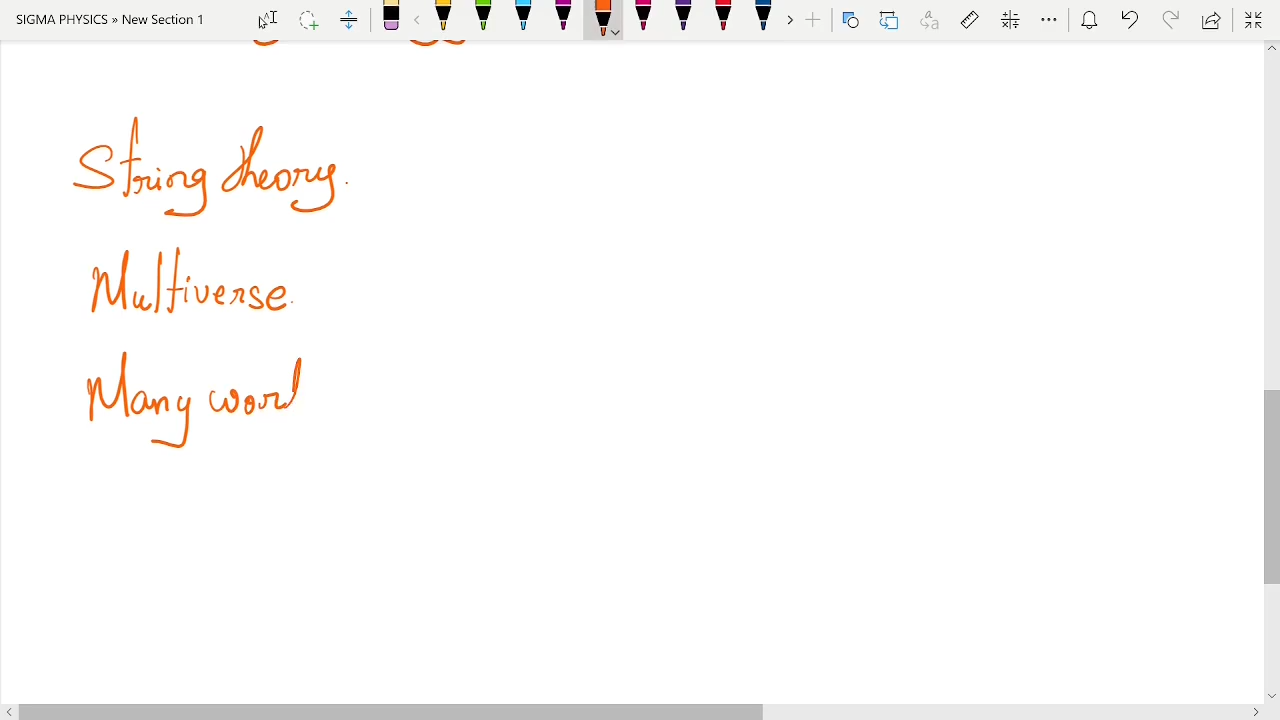 SIGMA PHYSICS » New Section 1
String theory.
Multiverse.
Many worl